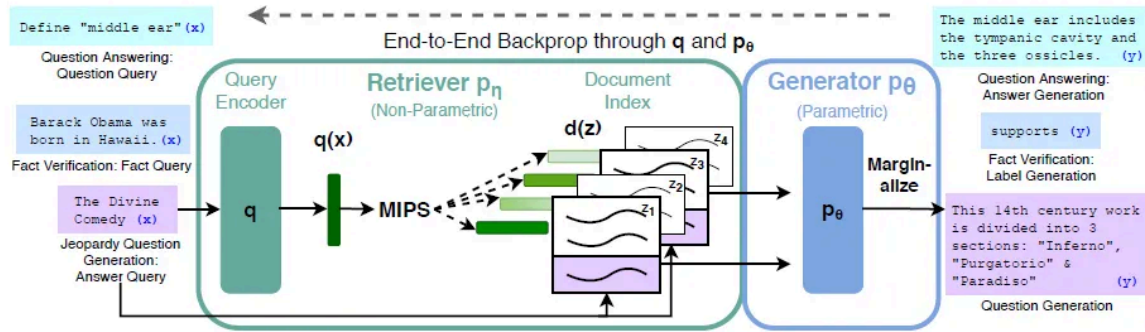 Define "middle ear" (x)
Question Answering:
Question Query
Barack Obama was
born in Hawaii. (x)
Fact Verification: Fact Query
The Divine
Comedy (x)
Jeopardy Question
Generation:
Answer Query
End-to-End Backprop through q and pθ
Query
Encoder
Retriever pη
(Non-Parametric)
Document
Index
q
q(x)
MIPS
d(z)
z4
z3
z2
z1
Generator pθ
(Parametric)
pθ
Margin-
alize
The middle ear includes
the tympanic cavity and
the three ossicles. (y)
Question Answering:
Answer Generation
supports (y)
Fact Verification:
Label Generation
This 14th century work
is divided into 3
sections: "Inferno",
"Purgatorio" &
"Paradiso" (y)
Question Generation